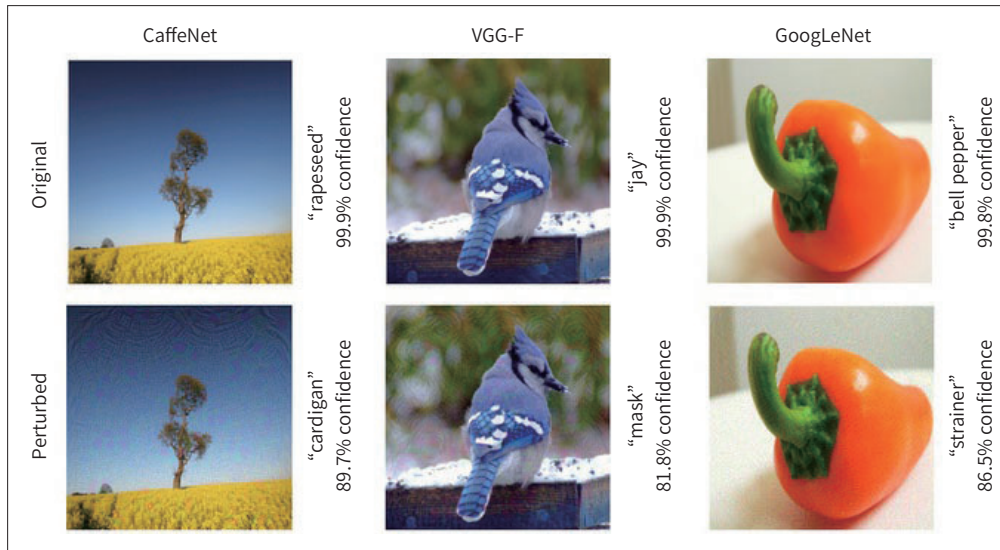 CaffeNet
VGG-F
GoogLeNet
Original
“rapeseed”
99.9% confidence
“jay”
99.9% confidence
“bell pepper”
99.8% confidence
Perturbed
“cardigan”
89.7% confidence
“mask”
81.8% confidence
“strainer”
86.5% confidence